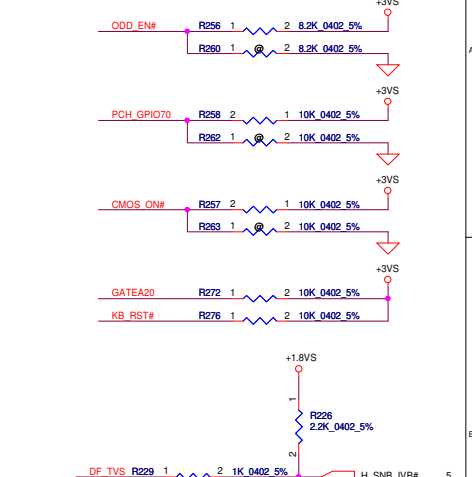 +3VS
ODD_EN# R256 1 2 8.2K_0402_5%
R260 1 @ 2 8.2K_0402_5%
+3VS
PCH_GPIO70 R258 2 1 10K_0402_5%
R262 1 @ 2 10K_0402_5%
+3VS
CMOS_ON# R257 2 1 10K_0402_5%
R263 1 @ 2 10K_0402_5%
+3VS
GATEA20 R272 1 2 10K_0402_5%
KB_RST# R276 1 2 10K_0402_5%
+1.8VS
1
R226
2.2K_0402_5%
2
DF_TVS R229 1 2 1K_0402_5%
H_SNB_IVB# 5